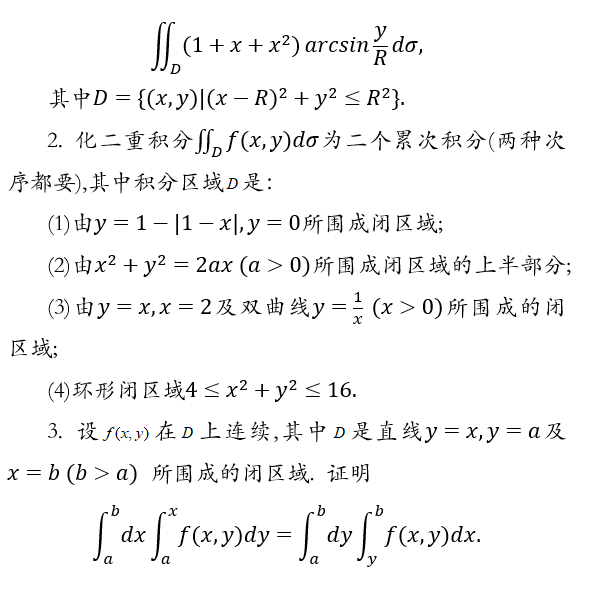 ∬_D (1 + x + x²) arcsin y/R dσ,
其中D = {(x,y)|(x − R)² + y² ≤ R²}.
2. 化二重积分∬_D f(x,y)dσ为二个累次积分(两种次
序都要),其中积分区域D是:
(1)由y = 1 − |1 − x|, y = 0所围成闭区域;
(2)由x² + y² = 2ax (a > 0)所围成闭区域的上半部分;
(3)由y = x, x = 2及双曲线y = 1/x (x > 0)所围成的闭
区域;
(4)环形闭区域4 ≤ x² + y² ≤ 16.
3. 设f(x,y)在D上连续,其中D是直线y = x, y = a及
x = b (b > a) 所围成的闭区域. 证明
∫_a^b dx ∫_a^x f(x,y)dy = ∫_a^b dy ∫_y^b f(x,y)dx.